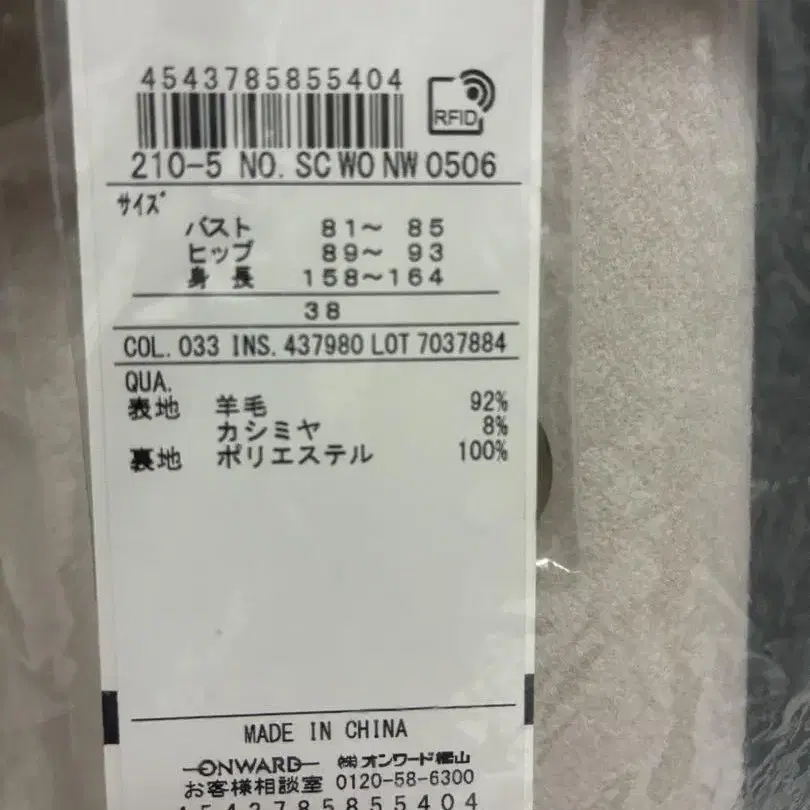 4543785855404
RFID
210-5 NO. SC WO NW 0506
サイズ
バスト 81～ 85
ヒップ 89～ 93
身長 158～164
38
COL. 033 INS. 437980 LOT 7037884
QUA.
表地 羊毛 92%
カシミヤ 8%
裏地 ポリエステル 100%
MADE IN CHINA
ONWARD ㈱オンワード樫山
お客様相談室 0120-58-6300
4543785855404